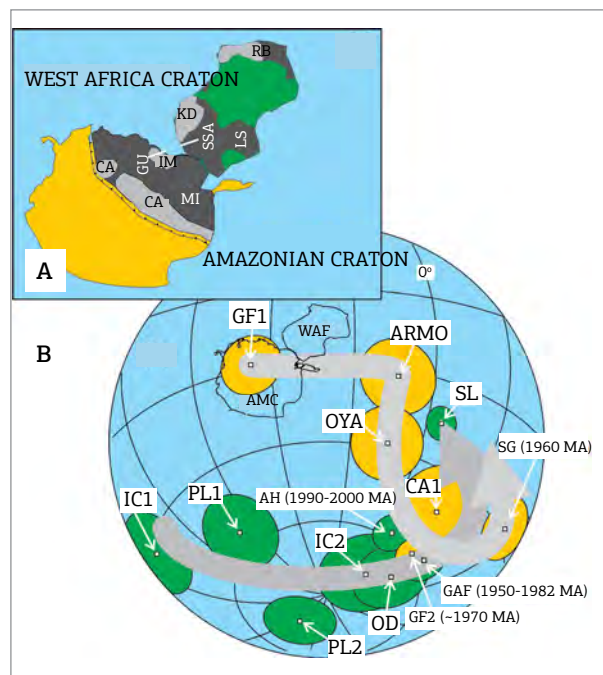 RB
WEST AFRICA CRATON
KD
SSA
LS
GU
IM
CA
CA
MI
A
AMAZONIAN CRATON
0°
GF1
WAF
ARMO
B
AMC
SL
OYA
SG (1960 MA)
CA1
PL1
AH (1990-2000 MA)
IC1
IC2
GAF (1950-1982 MA)
GF2 (~1970 MA)
OD
PL2